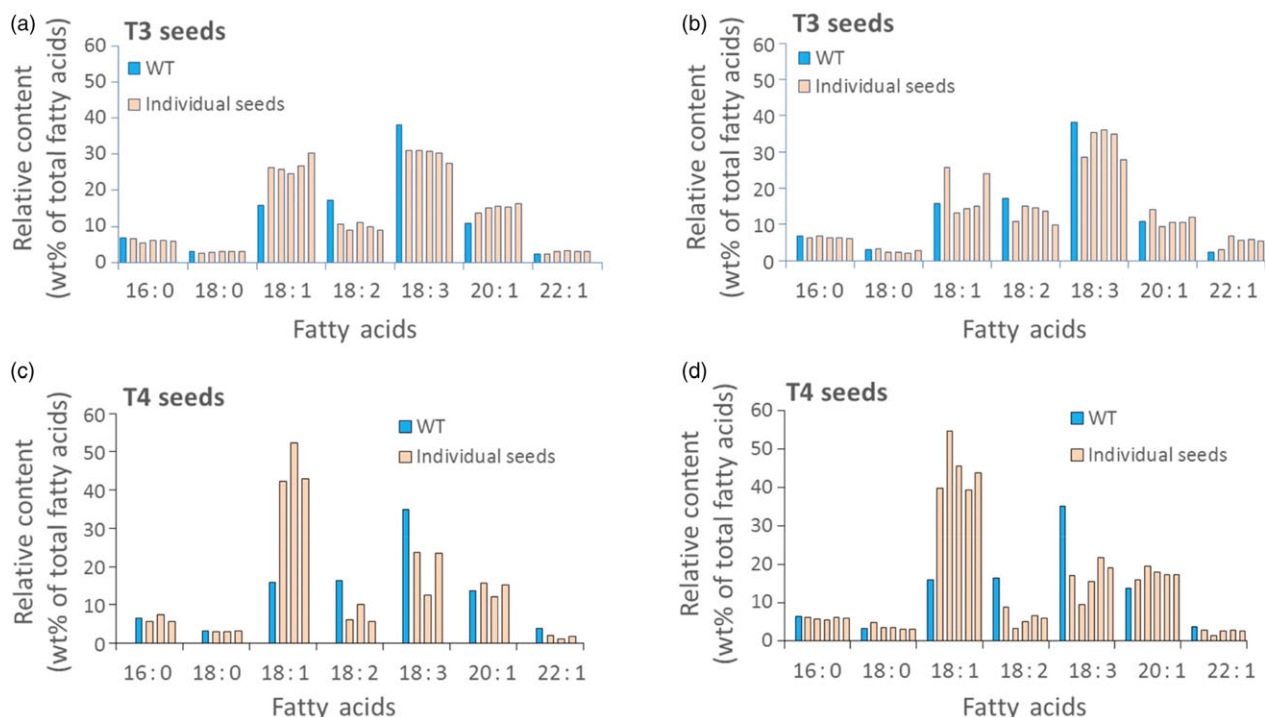 (a)
T3 seeds
Relative content
(wt% of total fatty acids)
60
50
40
30
20
10
0
WT
Individual seeds
16:0 18:0 18:1 18:2 18:3 20:1 22:1
Fatty acids
(b)
T3 seeds
Relative content
(wt% of total fatty acids)
60
50
40
30
20
10
0
WT
Individual seeds
16:0 18:0 18:1 18:2 18:3 20:1 22:1
Fatty acids
(c)
T4 seeds
Relative content
(wt% of total fatty acids)
60
50
40
30
20
10
0
WT
Individual seeds
16:0 18:0 18:1 18:2 18:3 20:1 22:1
Fatty acids
(d)
T4 seeds
Relative content
(wt% of total fatty acids)
60
50
40
30
20
10
0
WT
Individual seeds
16:0 18:0 18:1 18:2 18:3 20:1 22:1
Fatty acids